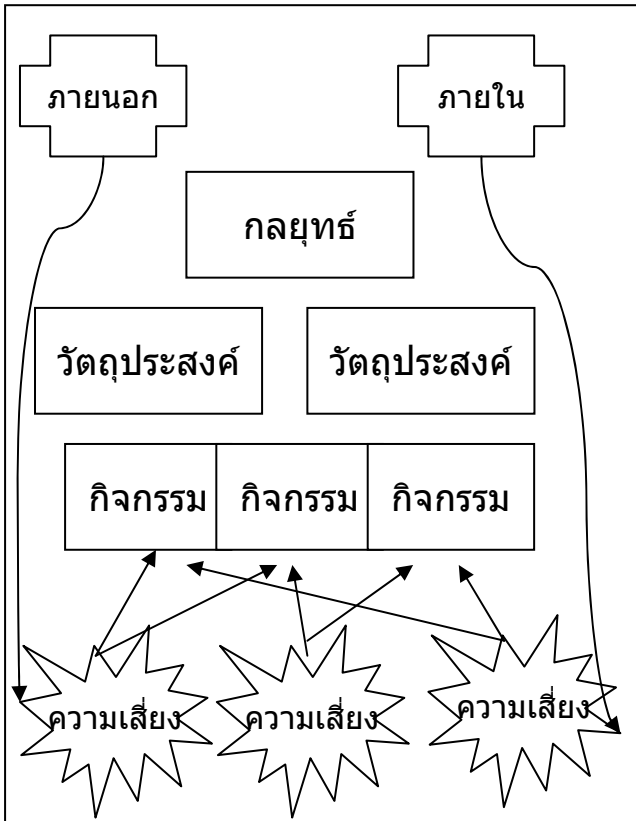 ภายนอก
ภายใน
กลยุทธ์
วัตถุประสงค์
วัตถุประสงค์
กิจกรรม
กิจกรรม
กิจกรรม
ความเสี่ยง
ความเสี่ยง
ความเสี่ยง